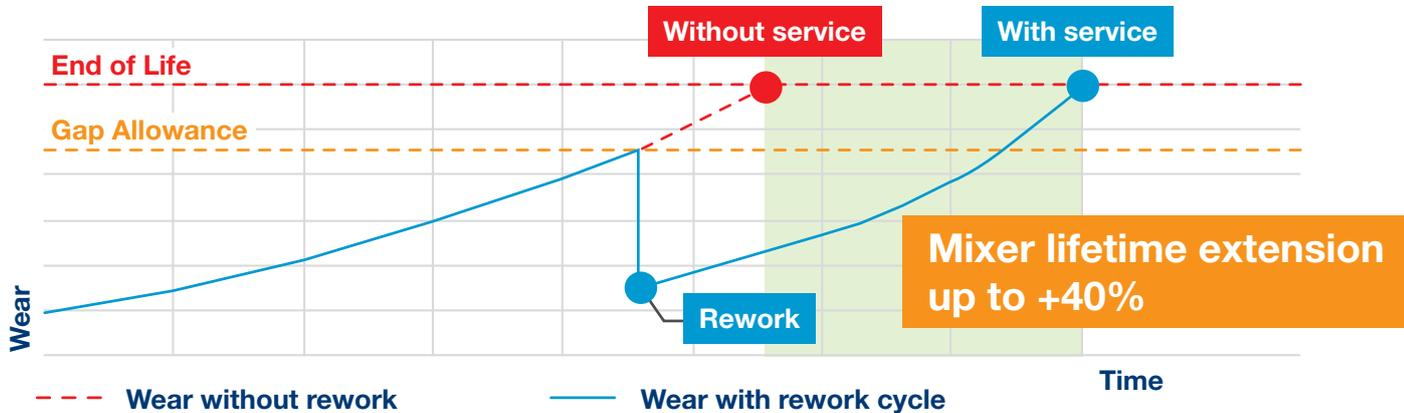 Without service
With service
End of Life
Gap Allowance
Mixer lifetime extension
up to +40%
Wear
Rework
Time
Wear without rework
Wear with rework cycle